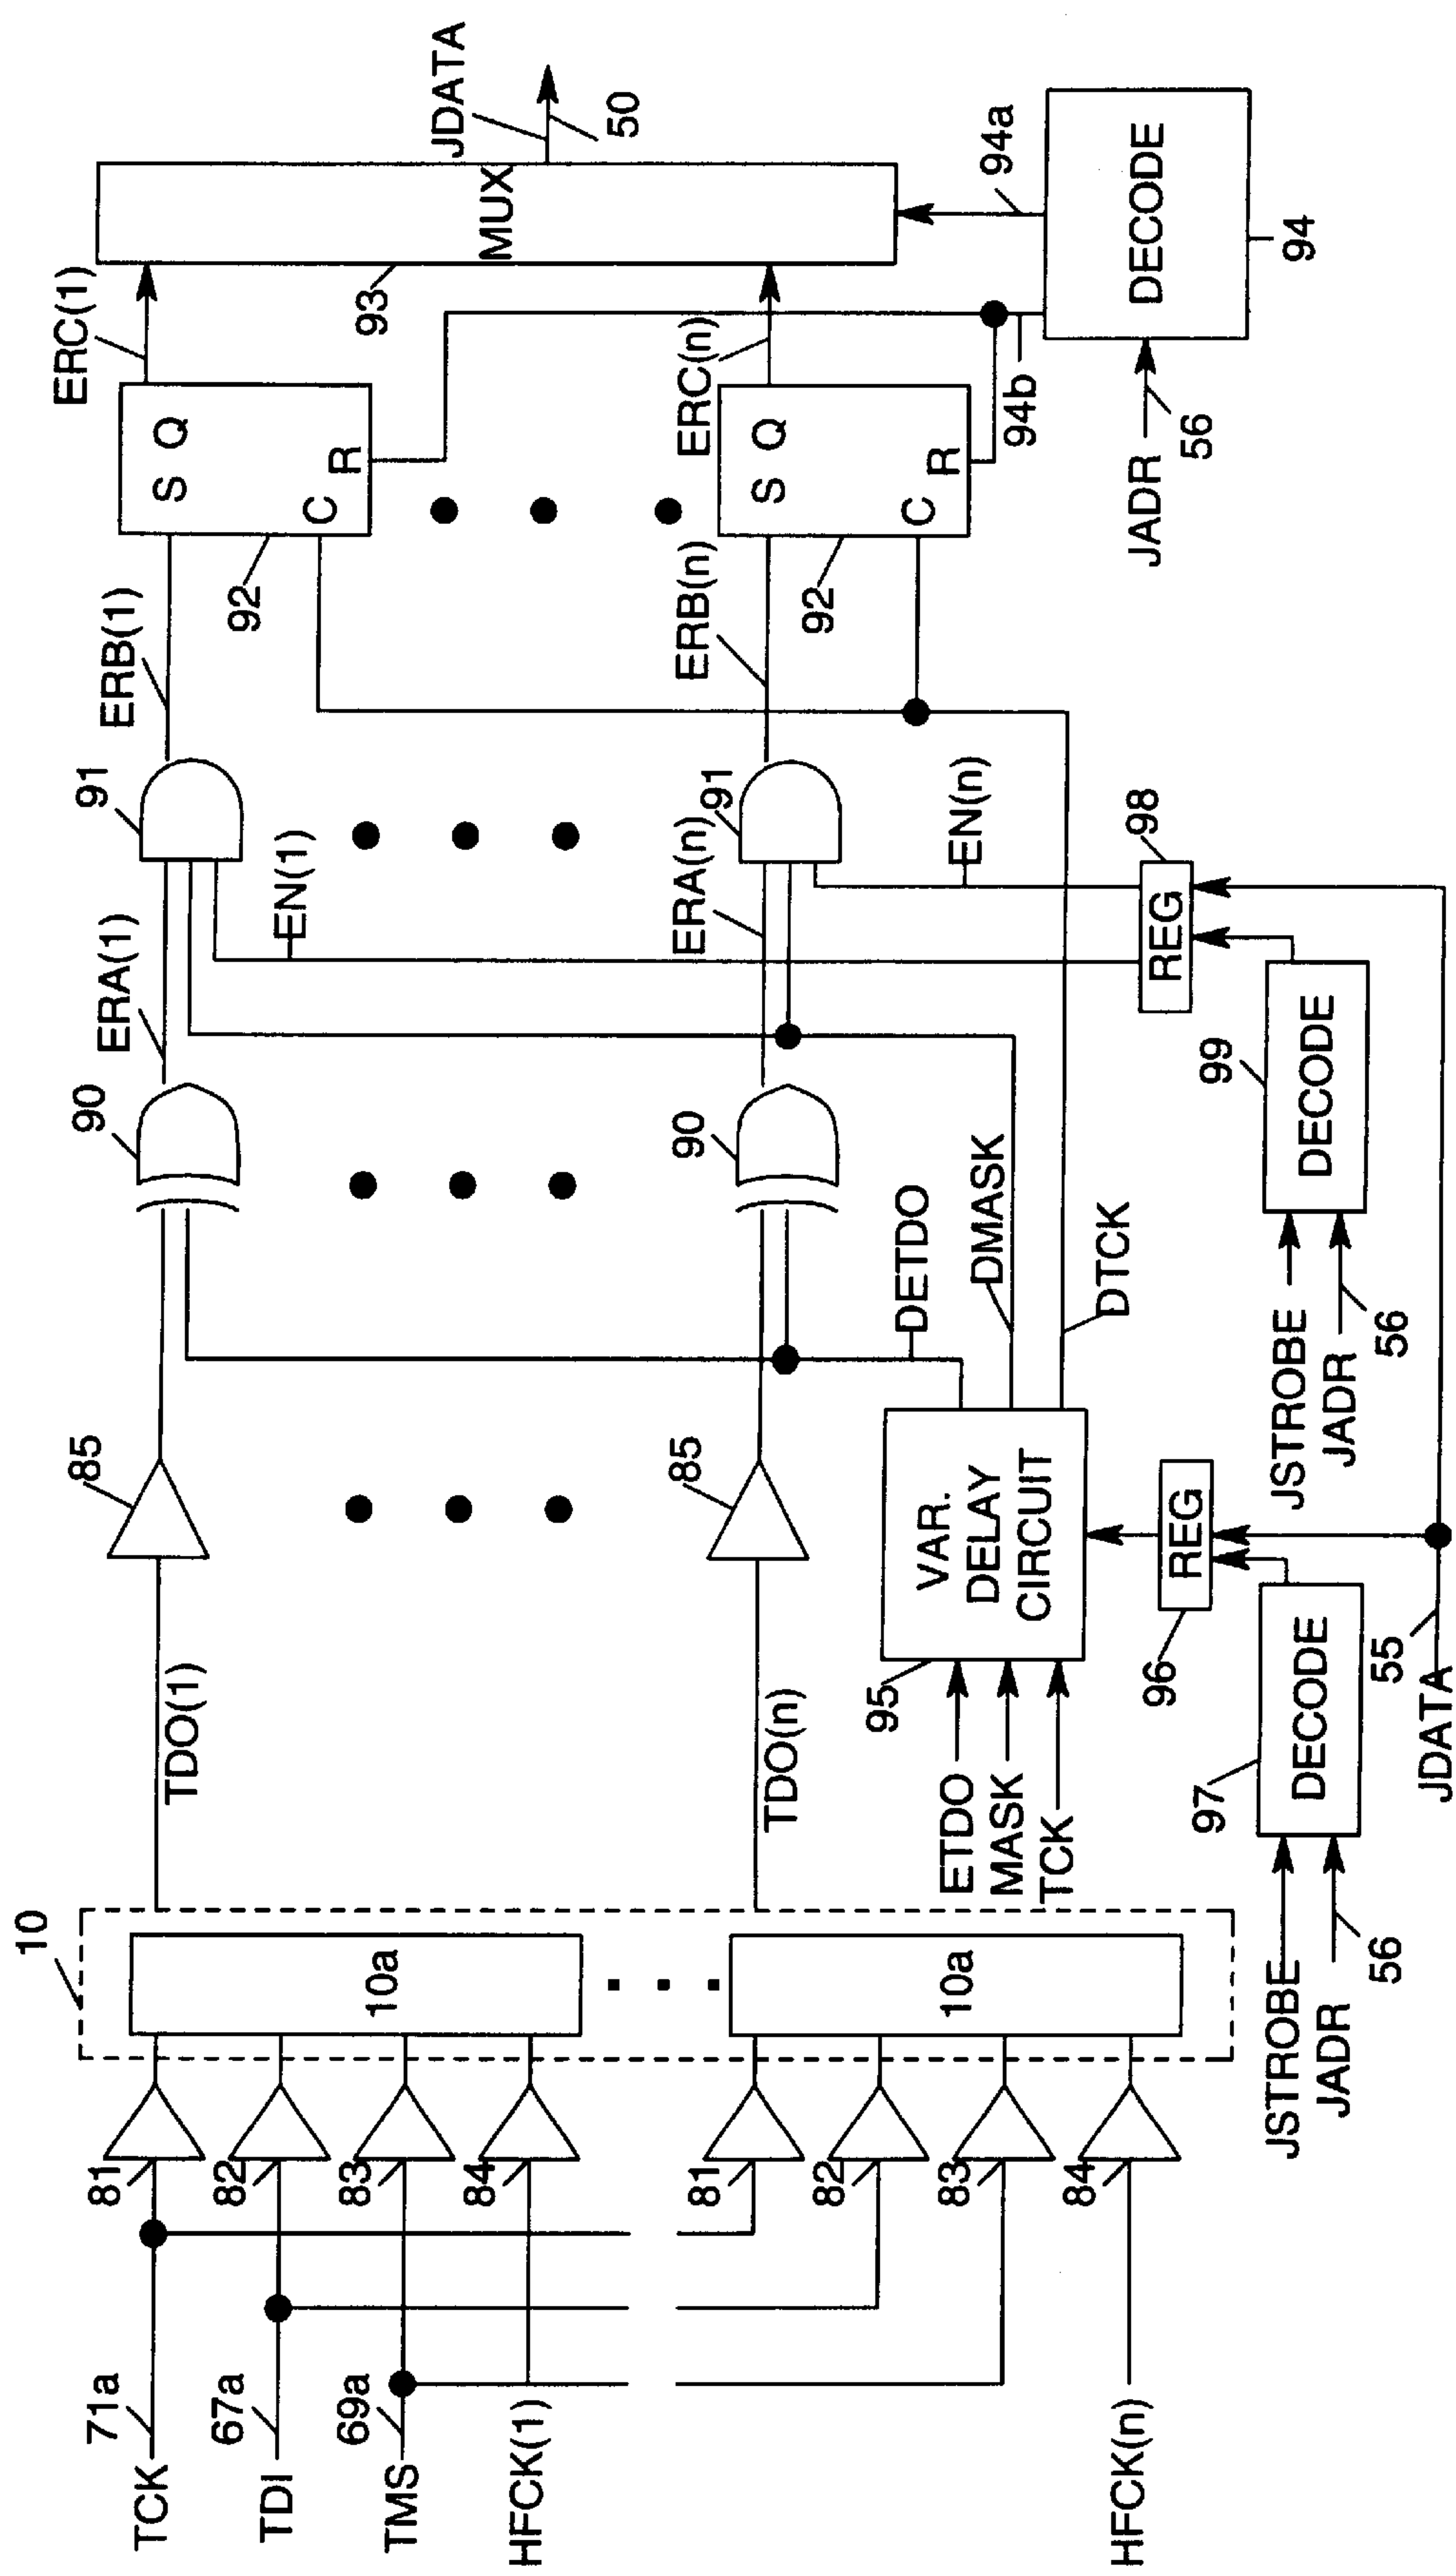 TCK
71a
TDI
67a
TMS
69a
HFCK(1)
HFCK(n)
81
82
83
84
81
82
83
84
10
10a
10a
TDO(1)
TDO(n)
85
85
ETDO
MASK
TCK
95
VAR.
DELAY
CIRCUIT
JSTROBE
JADR
56
97
DECODE
96
REG
JDATA
55
DETDO
DMASK
DTCK
90
90
ERA(1)
ERA(n)
EN(1)
EN(n)
91
91
JSTROBE
JADR
56
99
DECODE
98
REG
ERB(1)
ERB(n)
92
S Q
C R
92
S Q
C R
ERC(1)
ERC(n)
93
MUX
JDATA
50
JADR
56
94b
94a
DECODE
94